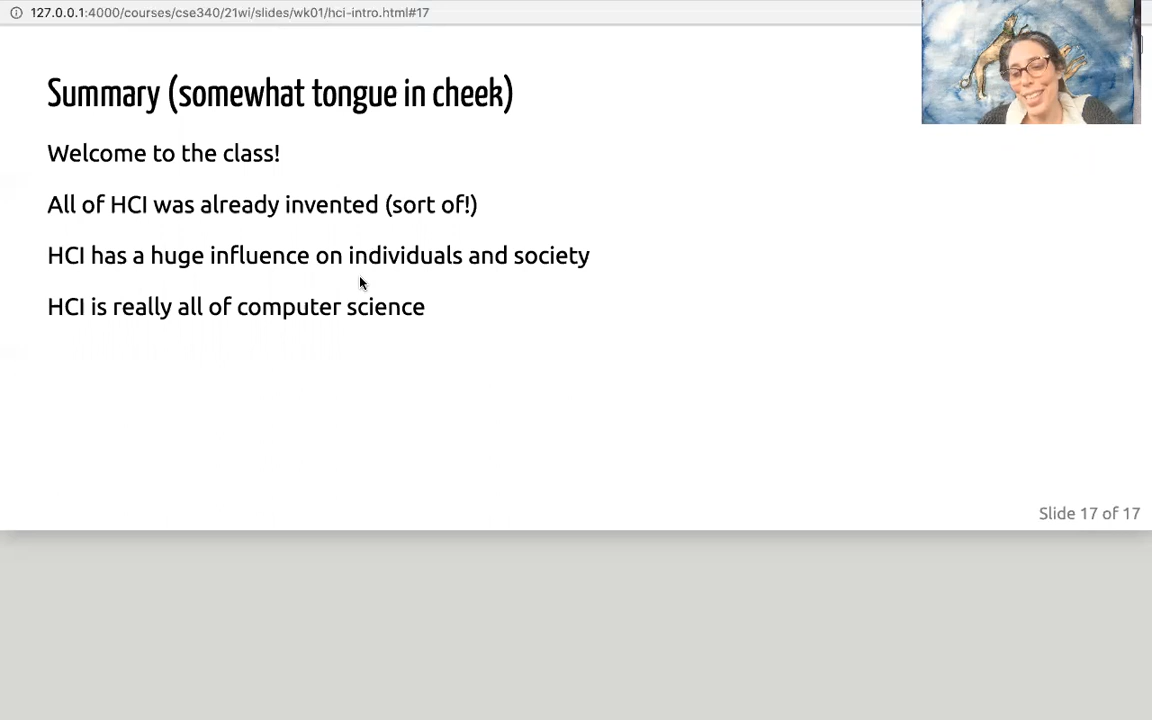 127.0.0.1:4000/courses/cse340/21wi/slides/wk01/hci-intro.html#17
Summary (somewhat tongue in cheek)
Welcome to the class!
All of HCI was already invented (sort of!)
HCI has a huge influence on individuals and society
HCI is really all of computer science
Slide 17 of 17